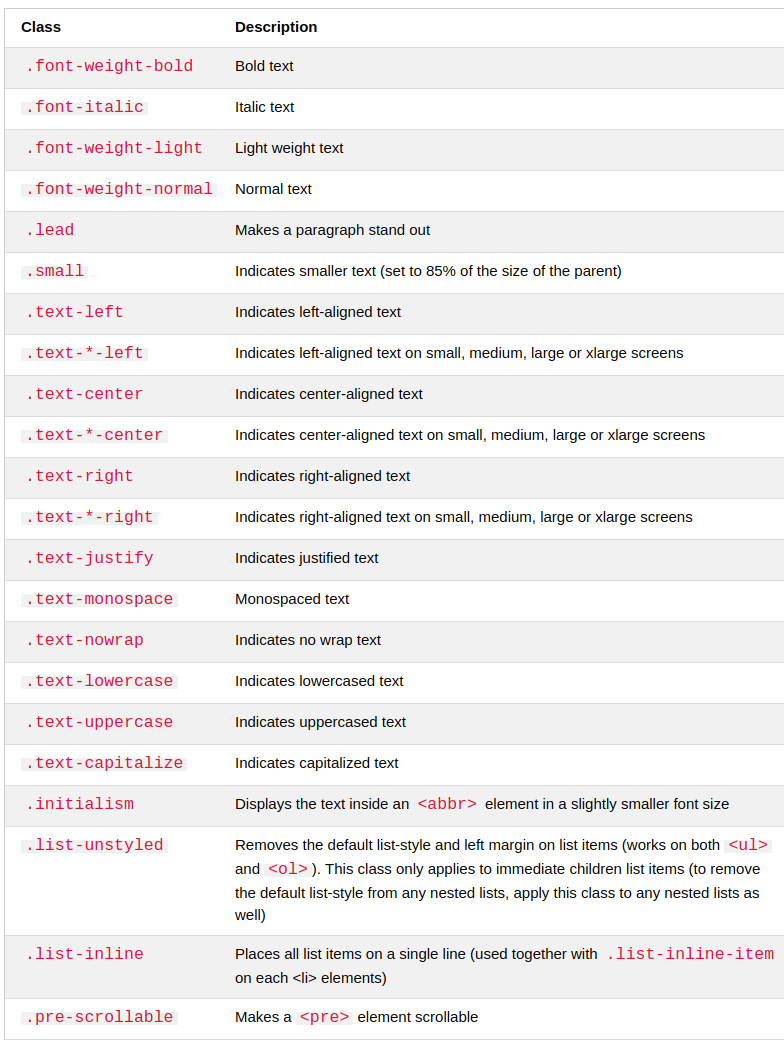 Class Description
.font-weight-bold Bold text
.font-italic Italic text
.font-weight-light Light weight text
.font-weight-normal Normal text
.lead Makes a paragraph stand out
.small Indicates smaller text (set to 85% of the size of the parent)
.text-left Indicates left-aligned text
.text-*-left Indicates left-aligned text on small, medium, large or xlarge screens
.text-center Indicates center-aligned text
.text-*-center Indicates center-aligned text on small, medium, large or xlarge screens
.text-right Indicates right-aligned text
.text-*-right Indicates right-aligned text on small, medium, large or xlarge screens
.text-justify Indicates justified text
.text-monospace Monospaced text
.text-nowrap Indicates no wrap text
.text-lowercase Indicates lowercased text
.text-uppercase Indicates uppercased text
.text-capitalize Indicates capitalized text
.initialism Displays the text inside an <abbr> element in a slightly smaller font size
.list-unstyled Removes the default list-style and left margin on list items (works on both <ul>
and <ol>). This class only applies to immediate children list items (to remove
the default list-style from any nested lists, apply this class to any nested lists as
well)
.list-inline Places all list items on a single line (used together with .list-inline-item
on each <li> elements)
.pre-scrollable Makes a <pre> element scrollable